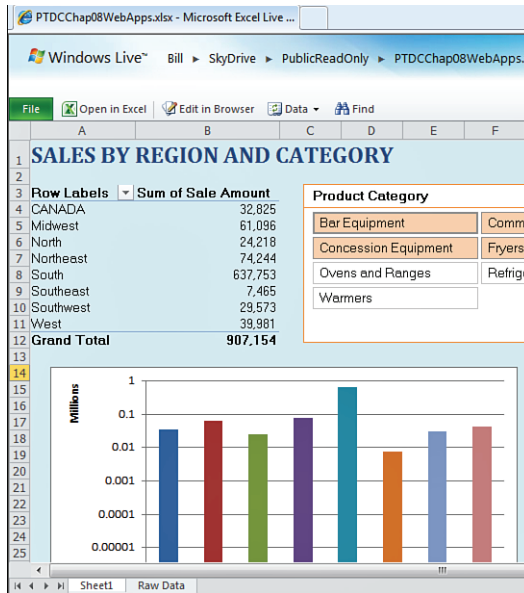 PTDCChap08WebApps.xlsx - Microsoft Excel Live ...
Windows Live™ Bill ► SkyDrive ► PublicReadOnly ► PTDCChap08WebApps.
File Open in Excel Edit in Browser Data Find
A B C D E F
1 SALES BY REGION AND CATEGORY
2
3 Row Labels Sum of Sale Amount Product Category
4 CANADA 32,825
5 Midwest 61,096 Bar Equipment Comm
6 North 24,218
7 Northeast 74,244 Concession Equipment Fryers
8 South 637,753 Ovens and Ranges Refrig
9 Southeast 7,465
10 Southwest 29,573 Warmers
11 West 39,981
12 Grand Total 907,154
13
14
15
16
17
18
19
20
21
22
23
24
25
Millions
1
0.1
0.01
0.001
0.0001
0.00001
Sheet1 Raw Data